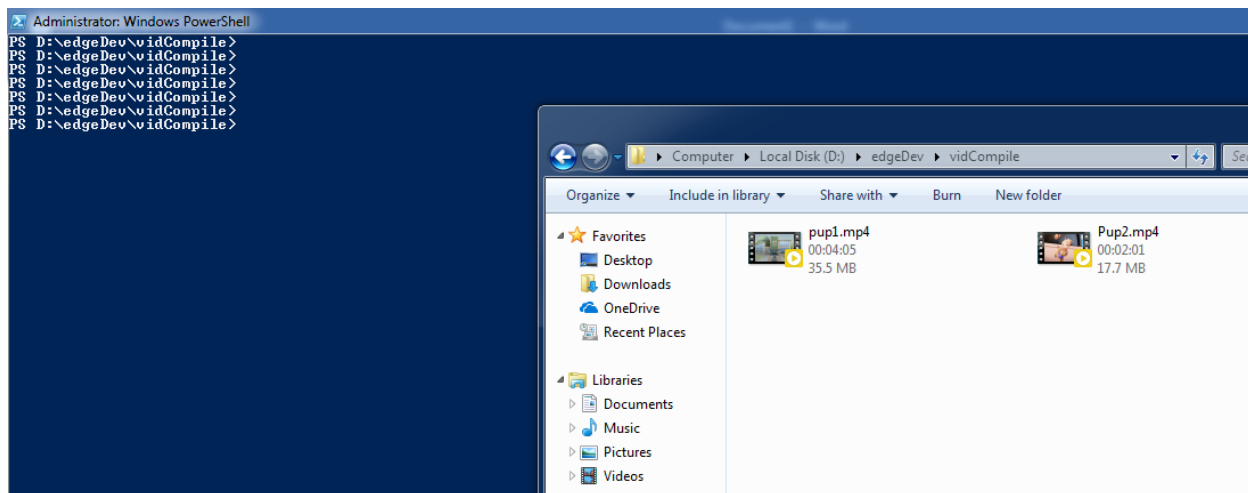 Administrator: Windows PowerShell
PS D:\edgeDev\vidCompile>
PS D:\edgeDev\vidCompile>
PS D:\edgeDev\vidCompile>
PS D:\edgeDev\vidCompile>
PS D:\edgeDev\vidCompile>
PS D:\edgeDev\vidCompile>
PS D:\edgeDev\vidCompile>
Computer Local Disk (D:) edgeDev vidCompile
Organize Include in library Share with Burn New folder
Favorites
Desktop
Downloads
OneDrive
Recent Places
Libraries
Documents
Music
Pictures
Videos
pup1.mp4
00:04:05
35.5 MB
Pup2.mp4
00:02:01
17.7 MB